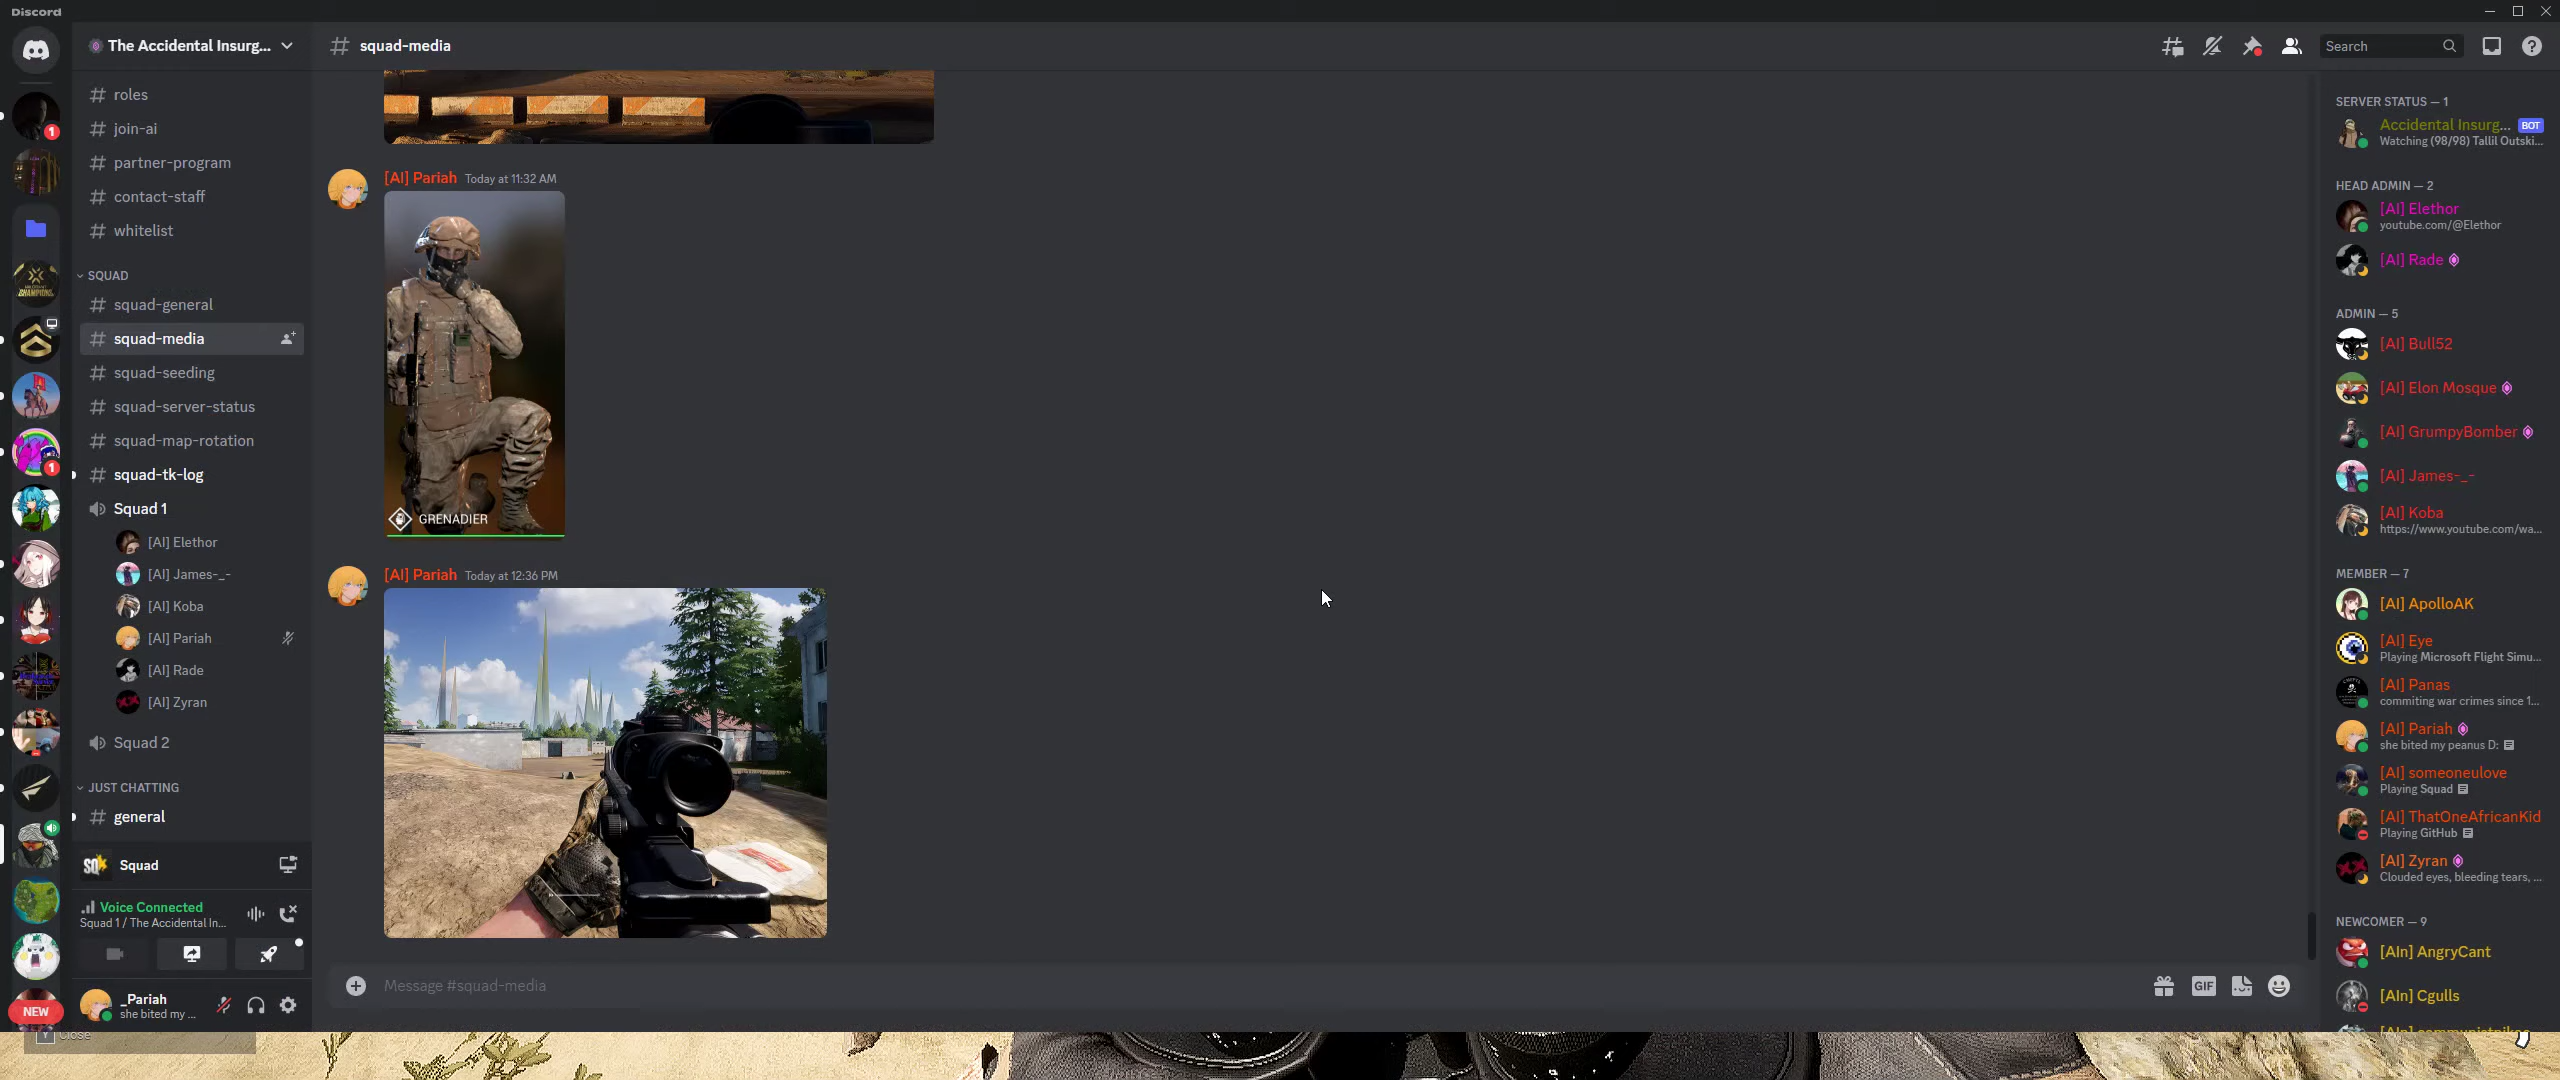 Discord
The Accidental Insurg...
squad-media
Search
roles
join-ai
partner-program
contact-staff
whitelist
SQUAD
squad-general
squad-media
squad-seeding
squad-server-status
squad-map-rotation
squad-tk-log
Squad 1
[AI] Elethor
[AI] James-_-
[AI] Koba
[AI] Pariah
[AI] Rade
[AI] Zyran
Squad 2
JUST CHATTING
general
Squad
Voice Connected
Squad 1 / The Accidental In...
_Pariah
she bited my ...
NEW
1
1
Y Close
[AI] Pariah Today at 11:32 AM
GRENADIER
[AI] Pariah Today at 12:36 PM
Message #squad-media
GIF
SERVER STATUS — 1
Accidental Insurg... BOT
Watching (98/98) Tallil Outski...
HEAD ADMIN — 2
[AI] Elethor
youtube.com/@Elethor
[AI] Rade
ADMIN — 5
[AI] Bull52
[AI] Elon Mosque
[AI] GrumpyBomber
[AI] James-_-
[AI] Koba
https://www.youtube.com/wa...
MEMBER — 7
[AI] ApolloAK
[AI] Eye
Playing Microsoft Flight Simu...
[AI] Panas
commiting war crimes since 1...
[AI] Pariah
she bited my peanus D:
[AI] someoneulove
Playing Squad
[AI] ThatOneAfricanKid
Playing GitHub
[AI] Zyran
Clouded eyes, bleeding tears, ...
NEWCOMER — 9
[AIn] AngryCant
[AIn] Cgulls